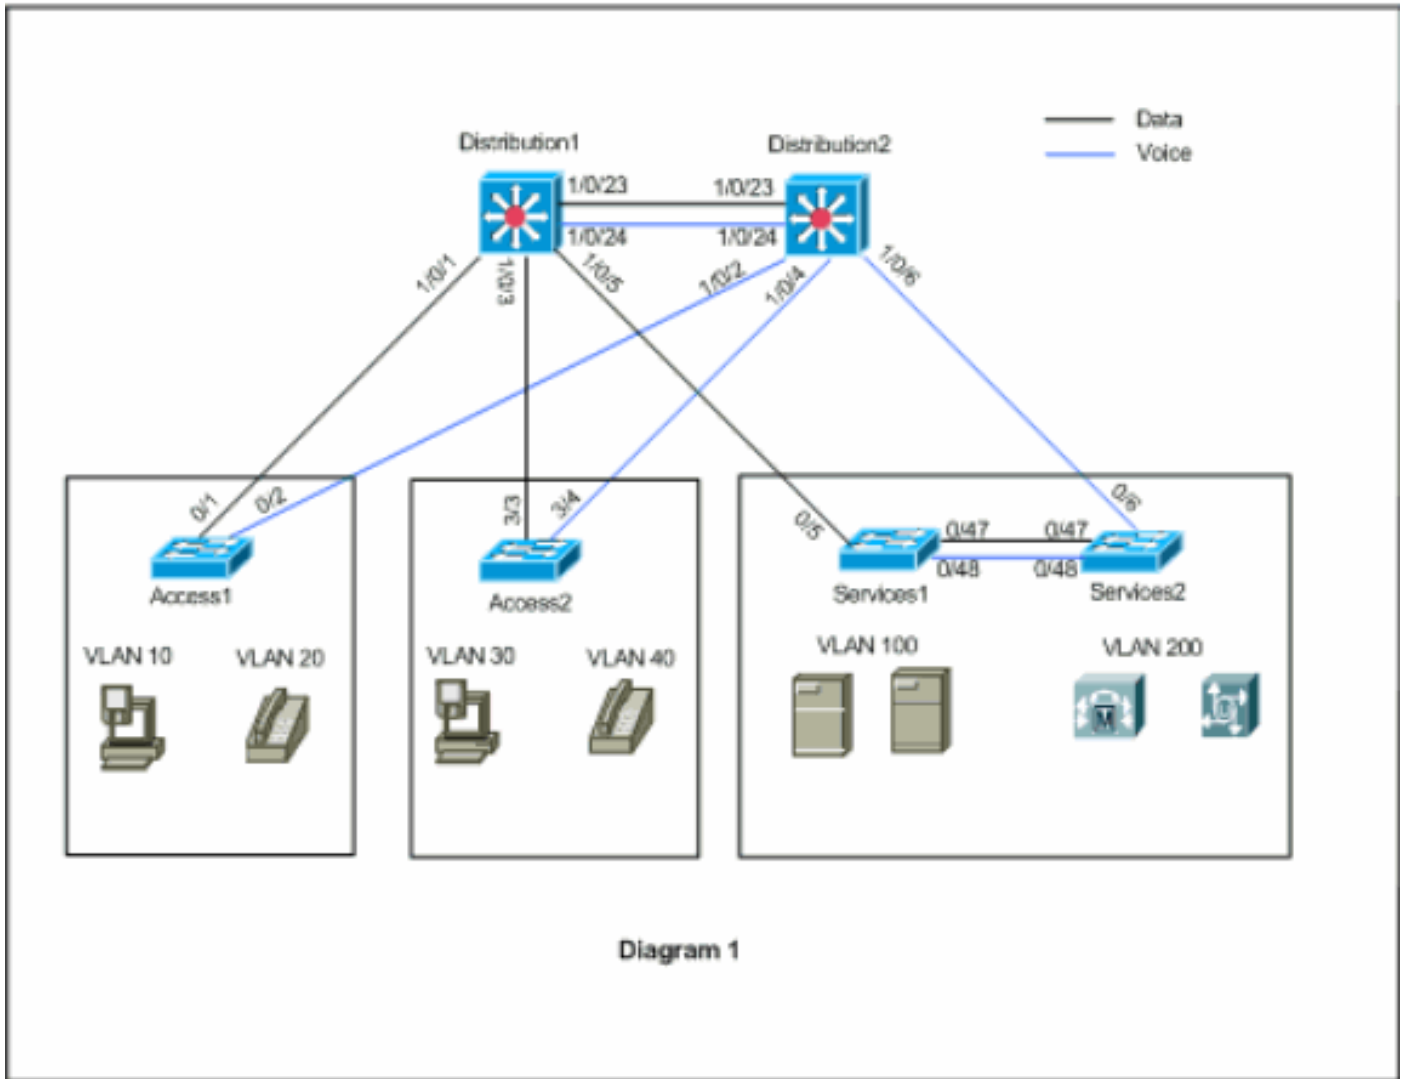 Data
Voice
Distribution1
Distribution2
1/0/23
1/0/23
1/0/24
1/0/24
1/0/1
1/0/3
1/0/5
1/0/2
1/0/4
1/0/6
0/1
0/2
3/3
3/4
0/5
0/6
0/47
0/47
0/48
0/48
Access1
Access2
Services1
Services2
VLAN 10
VLAN 20
VLAN 30
VLAN 40
VLAN 100
VLAN 200
M
U
Diagram 1